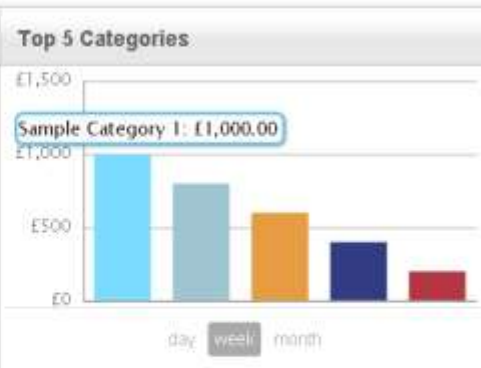 Top 5 Categories
£1,500
Sample Category 1: £1,000.00
£1,000
£500
£0
day week month